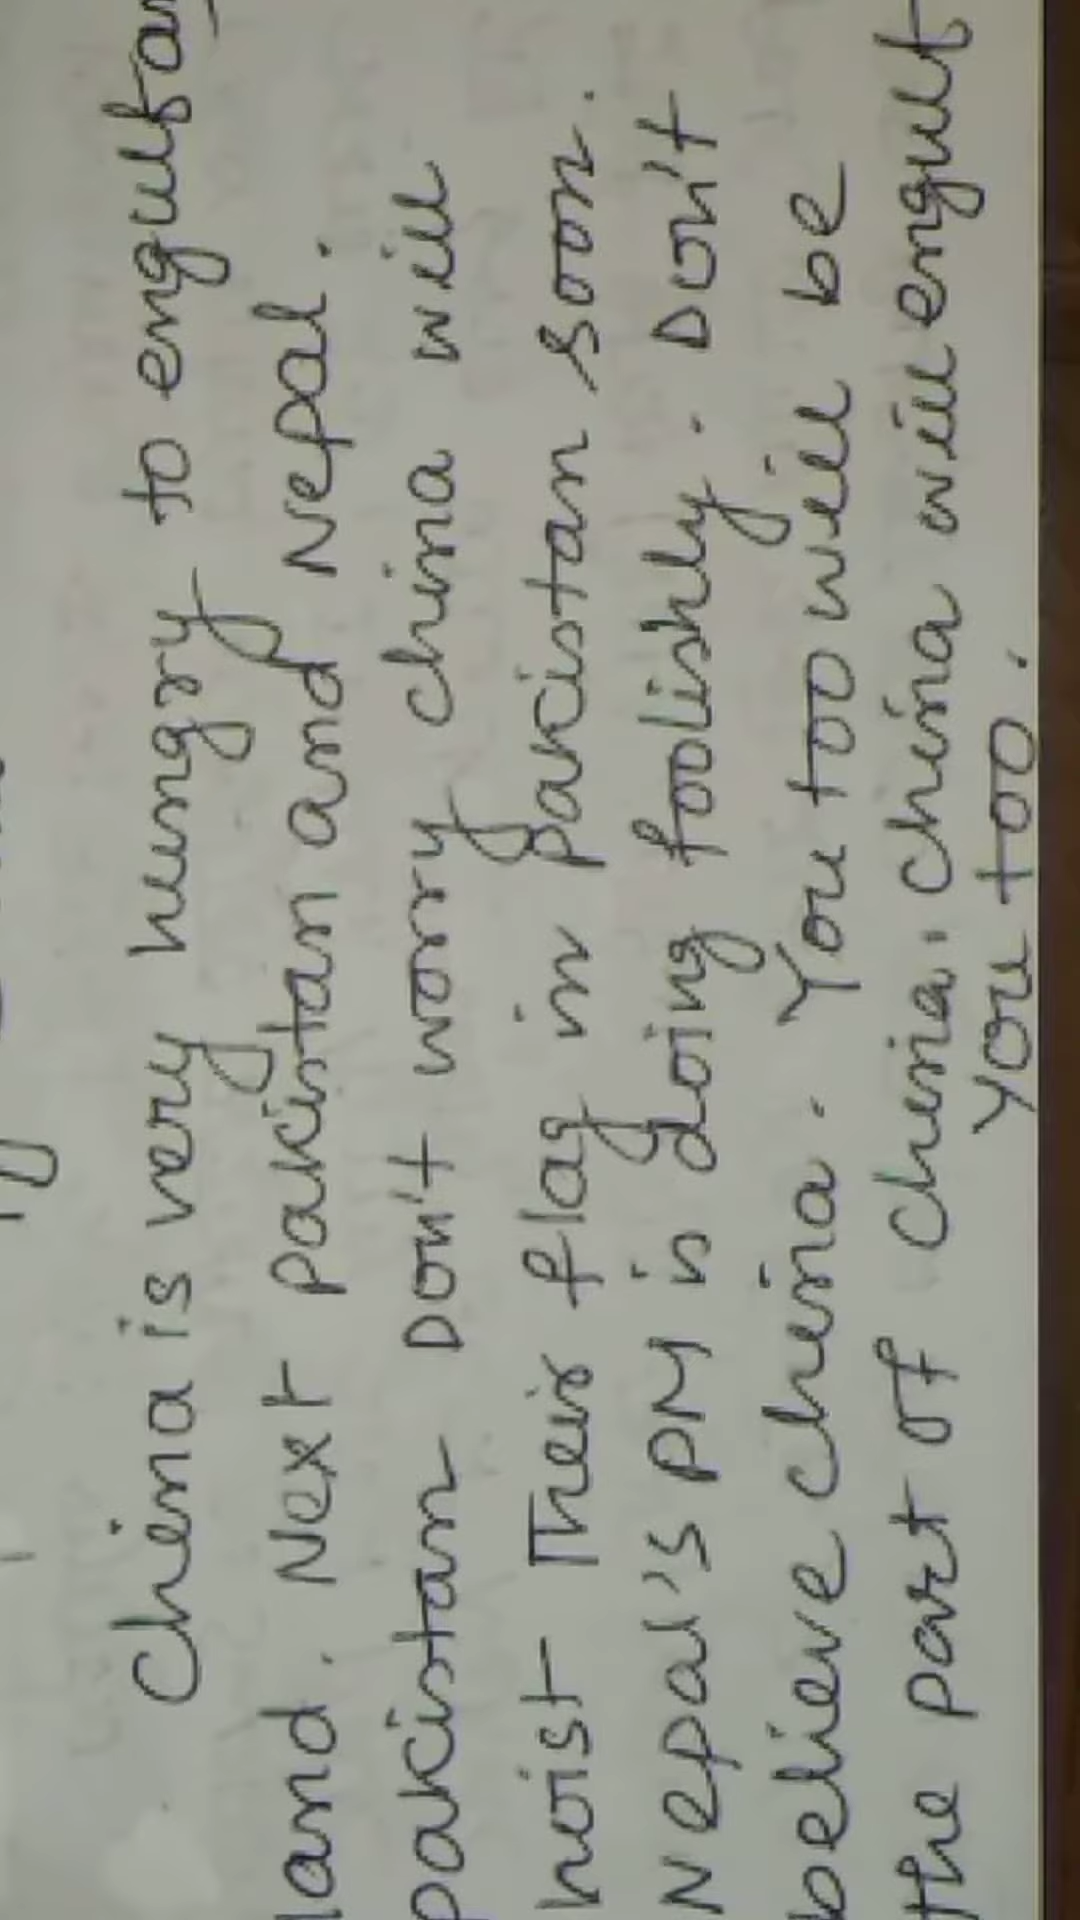 China is very hungry to engulf any
land. Next pakistan and Nepal.
pakistan Don't worry china will
hoist Their flag in pakistan soon.
Nepal's PM is doing foolishly. Don't
believe china. You too will be
the part of China. China will engulf
you too.